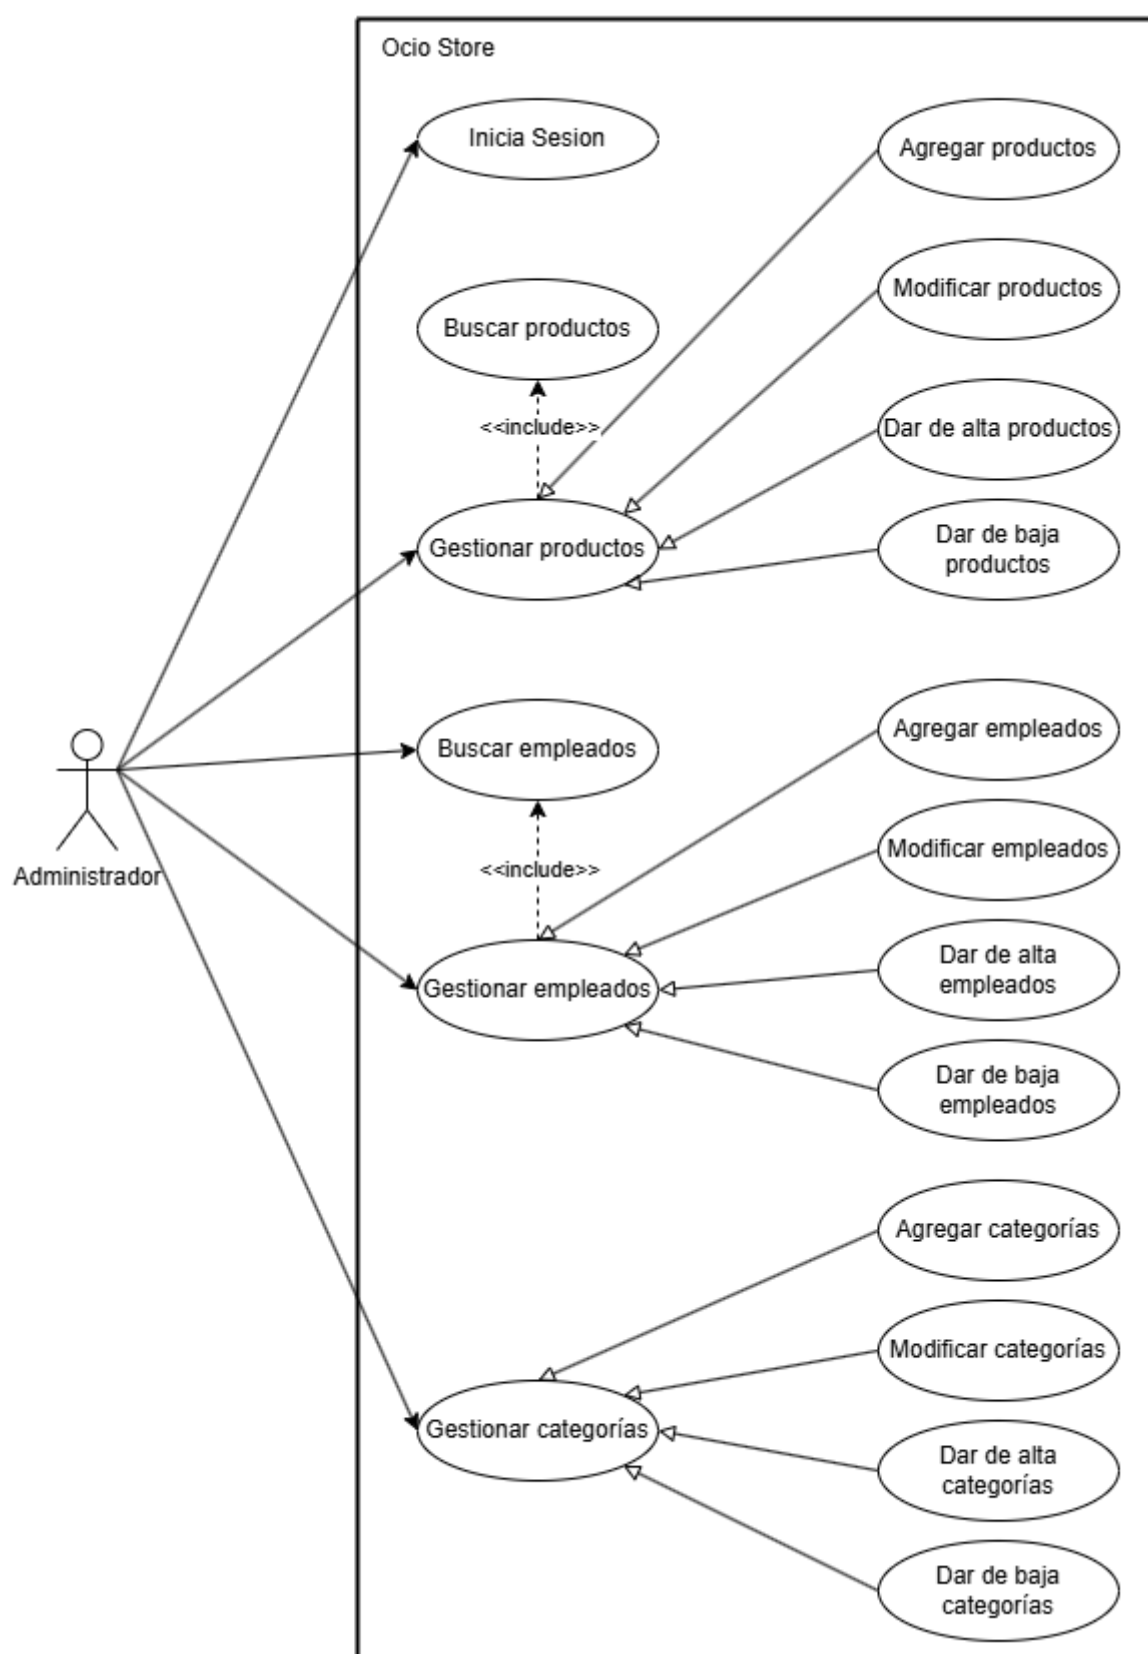 Ocio Store
Inicia Sesion
Agregar productos
Modificar productos
Buscar productos
Dar de alta productos
<<include>>
Gestionar productos
Dar de baja
productos
Agregar empleados
Buscar empleados
Modificar empleados
<<include>>
Administrador
Dar de alta
empleados
Gestionar empleados
Dar de baja
empleados
Agregar categorías
Modificar categorías
Gestionar categorías
Dar de alta
categorías
Dar de baja
categorías